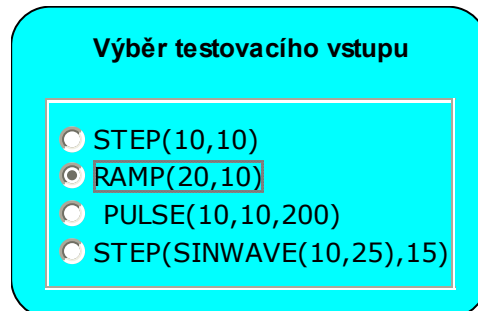 Výběr testovacího vstupu
STEP(10,10)
RAMP(20,10)
PULSE(10,10,200)
STEP(SINWAVE(10,25),15)